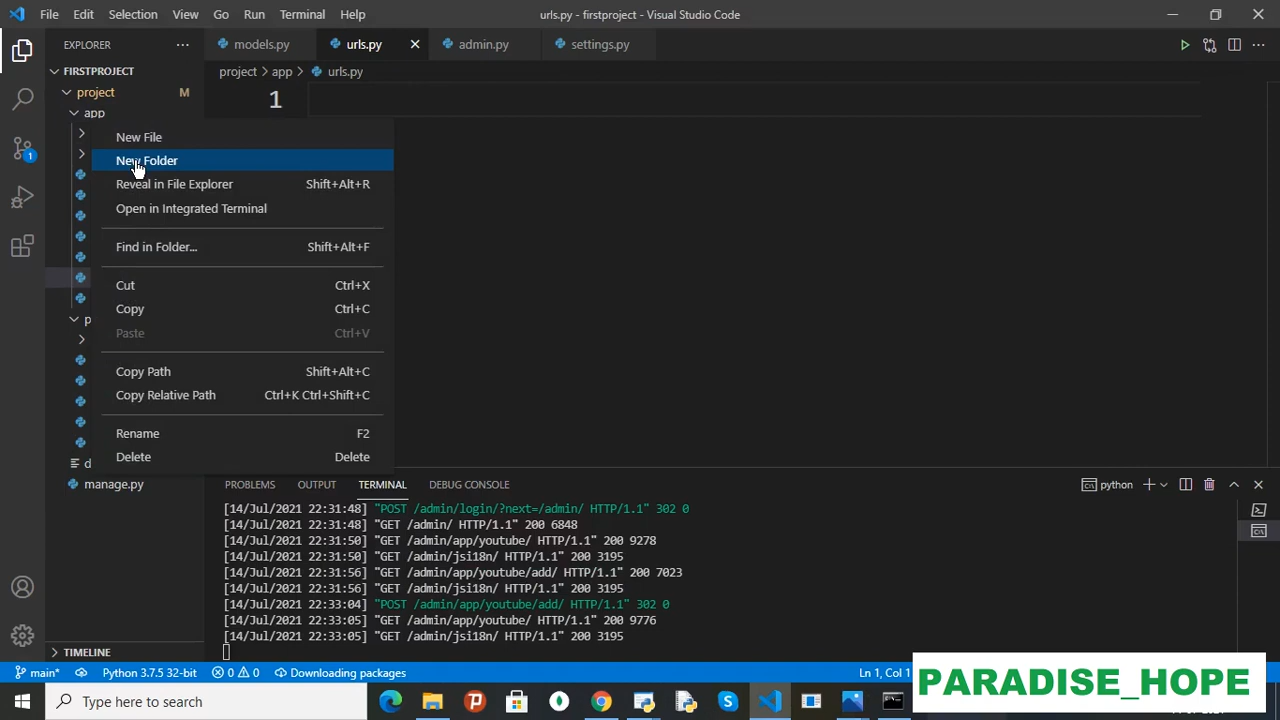 File Edit Selection View Go Run Terminal Help urls.py - firstproject - Visual Studio Code
EXPLORER models.py urls.py admin.py settings.py
FIRSTPROJECT project > app > urls.py
project M
1
app
New File
New Folder
Reveal in File Explorer Shift+Alt+R
Open in Integrated Terminal
Find in Folder... Shift+Alt+F
Cut Ctrl+X
Copy Ctrl+C
Paste Ctrl+V
Copy Path Shift+Alt+C
Copy Relative Path Ctrl+K Ctrl+Shift+C
Rename F2
Delete Delete
manage.py
PROBLEMS OUTPUT TERMINAL DEBUG CONSOLE python
[14/Jul/2021 22:31:48] "POST /admin/login/?next=/admin/ HTTP/1.1" 302 0
[14/Jul/2021 22:31:48] "GET /admin/ HTTP/1.1" 200 6848
[14/Jul/2021 22:31:50] "GET /admin/app/youtube/ HTTP/1.1" 200 9278
[14/Jul/2021 22:31:50] "GET /admin/jsi18n/ HTTP/1.1" 200 3195
[14/Jul/2021 22:31:56] "GET /admin/app/youtube/add/ HTTP/1.1" 200 7023
[14/Jul/2021 22:31:56] "GET /admin/jsi18n/ HTTP/1.1" 200 3195
[14/Jul/2021 22:33:04] "POST /admin/app/youtube/add/ HTTP/1.1" 302 0
[14/Jul/2021 22:33:05] "GET /admin/app/youtube/ HTTP/1.1" 200 9776
[14/Jul/2021 22:33:05] "GET /admin/jsi18n/ HTTP/1.1" 200 3195
TIMELINE
main* Python 3.7.5 32-bit 0 0 Downloading packages Ln 1, Col 1
PARADISE_HOPE
Type here to search